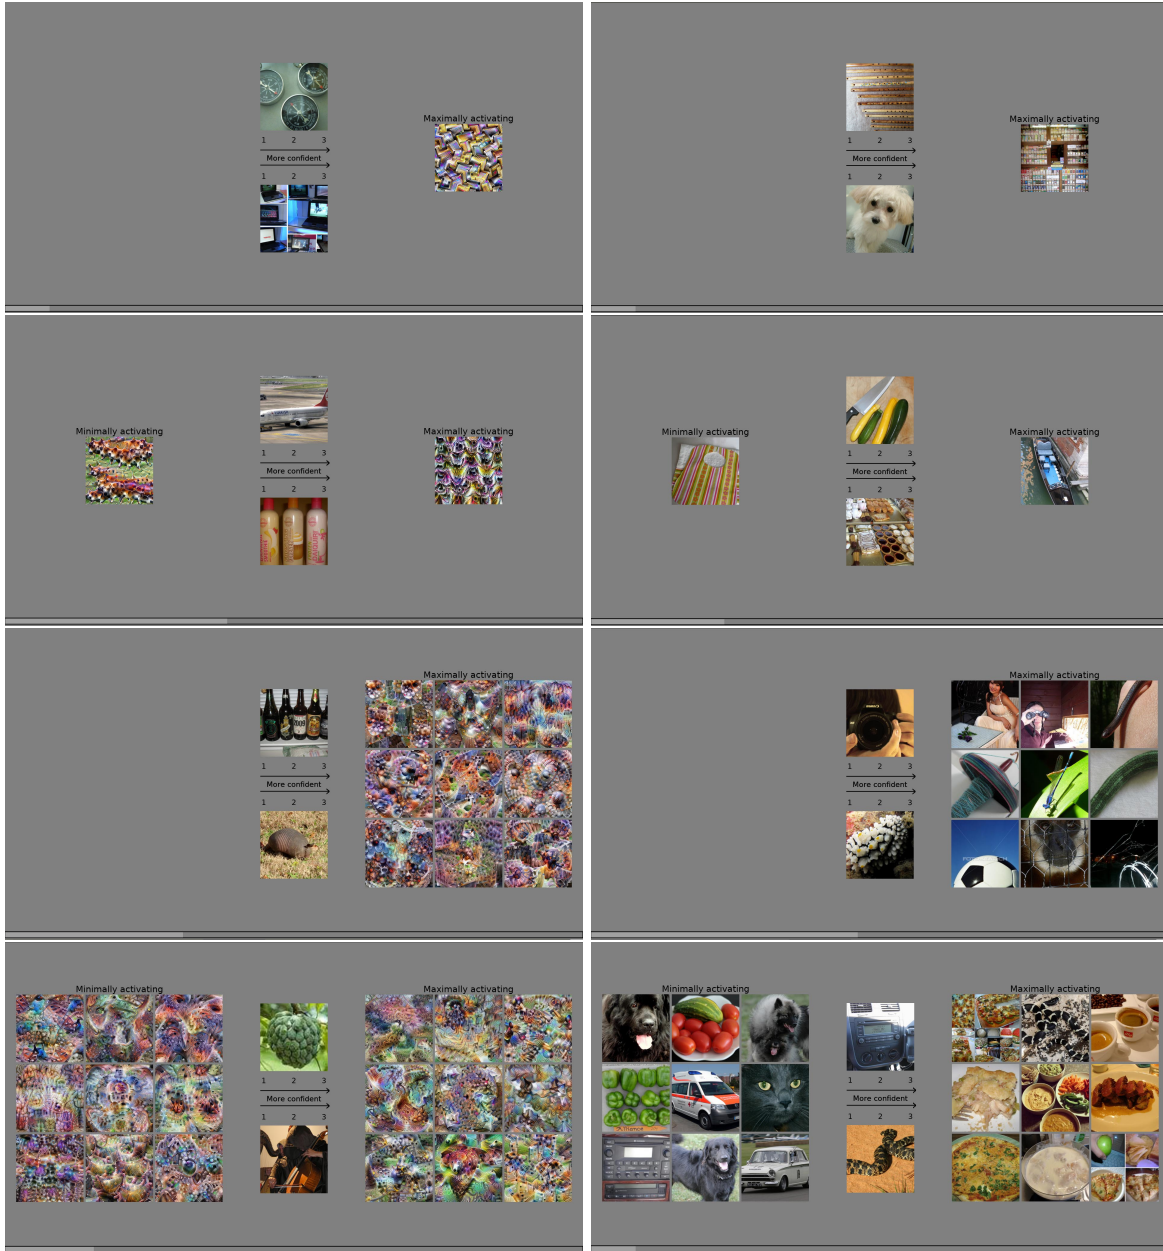 Maximally activating
1 2 3
More confident
1 2 3
Maximally activating
1 2 3
More confident
1 2 3
Minimally activating
Maximally activating
1 2 3
More confident
1 2 3
Minimally activating
Maximally activating
1 2 3
More confident
1 2 3
Maximally activating
1 2 3
More confident
1 2 3
2009
Maximally activating
1 2 3
More confident
1 2 3
Minimally activating
Maximally activating
1 2 3
More confident
1 2 3
Minimally activating
Maximally activating
1 2 3
More confident
1 2 3